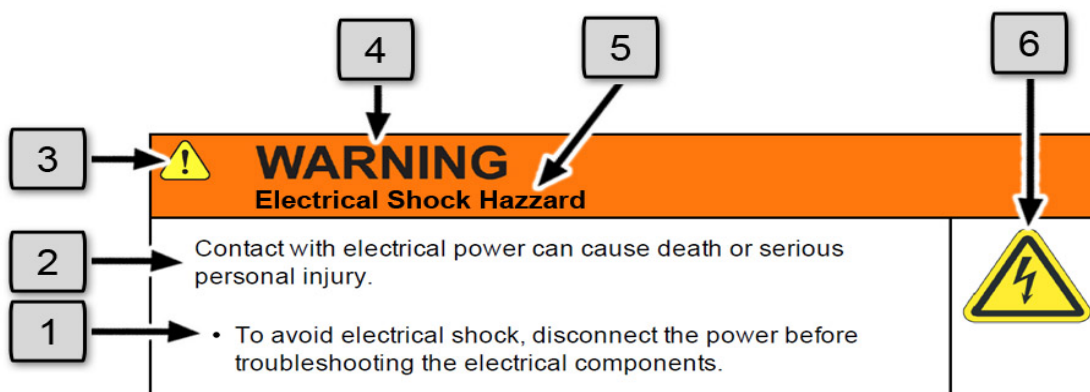 4
5
6
3
WARNING
Electrical Shock Hazzard
2
Contact with electrical power can cause death or serious
personal injury.
1
• To avoid electrical shock, disconnect the power before
troubleshooting the electrical components.